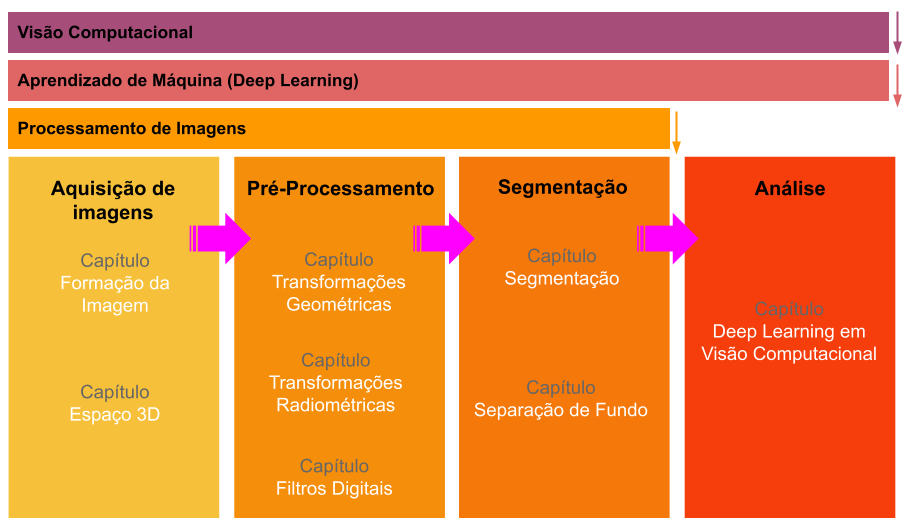 Visão Computacional
Aprendizado de Máquina (Deep Learning)
Processamento de Imagens
Aquisição de
imagens
Capítulo
Formação da
Imagem
Capítulo
Espaço 3D
Pré-Processamento
Capítulo
Transformações
Geométricas
Capítulo
Transformações
Radiométricas
Capítulo
Filtros Digitais
Segmentação
Capítulo
Segmentação
Capítulo
Separação de Fundo
Análise
Capítulo
Deep Learning em
Visão Computacional